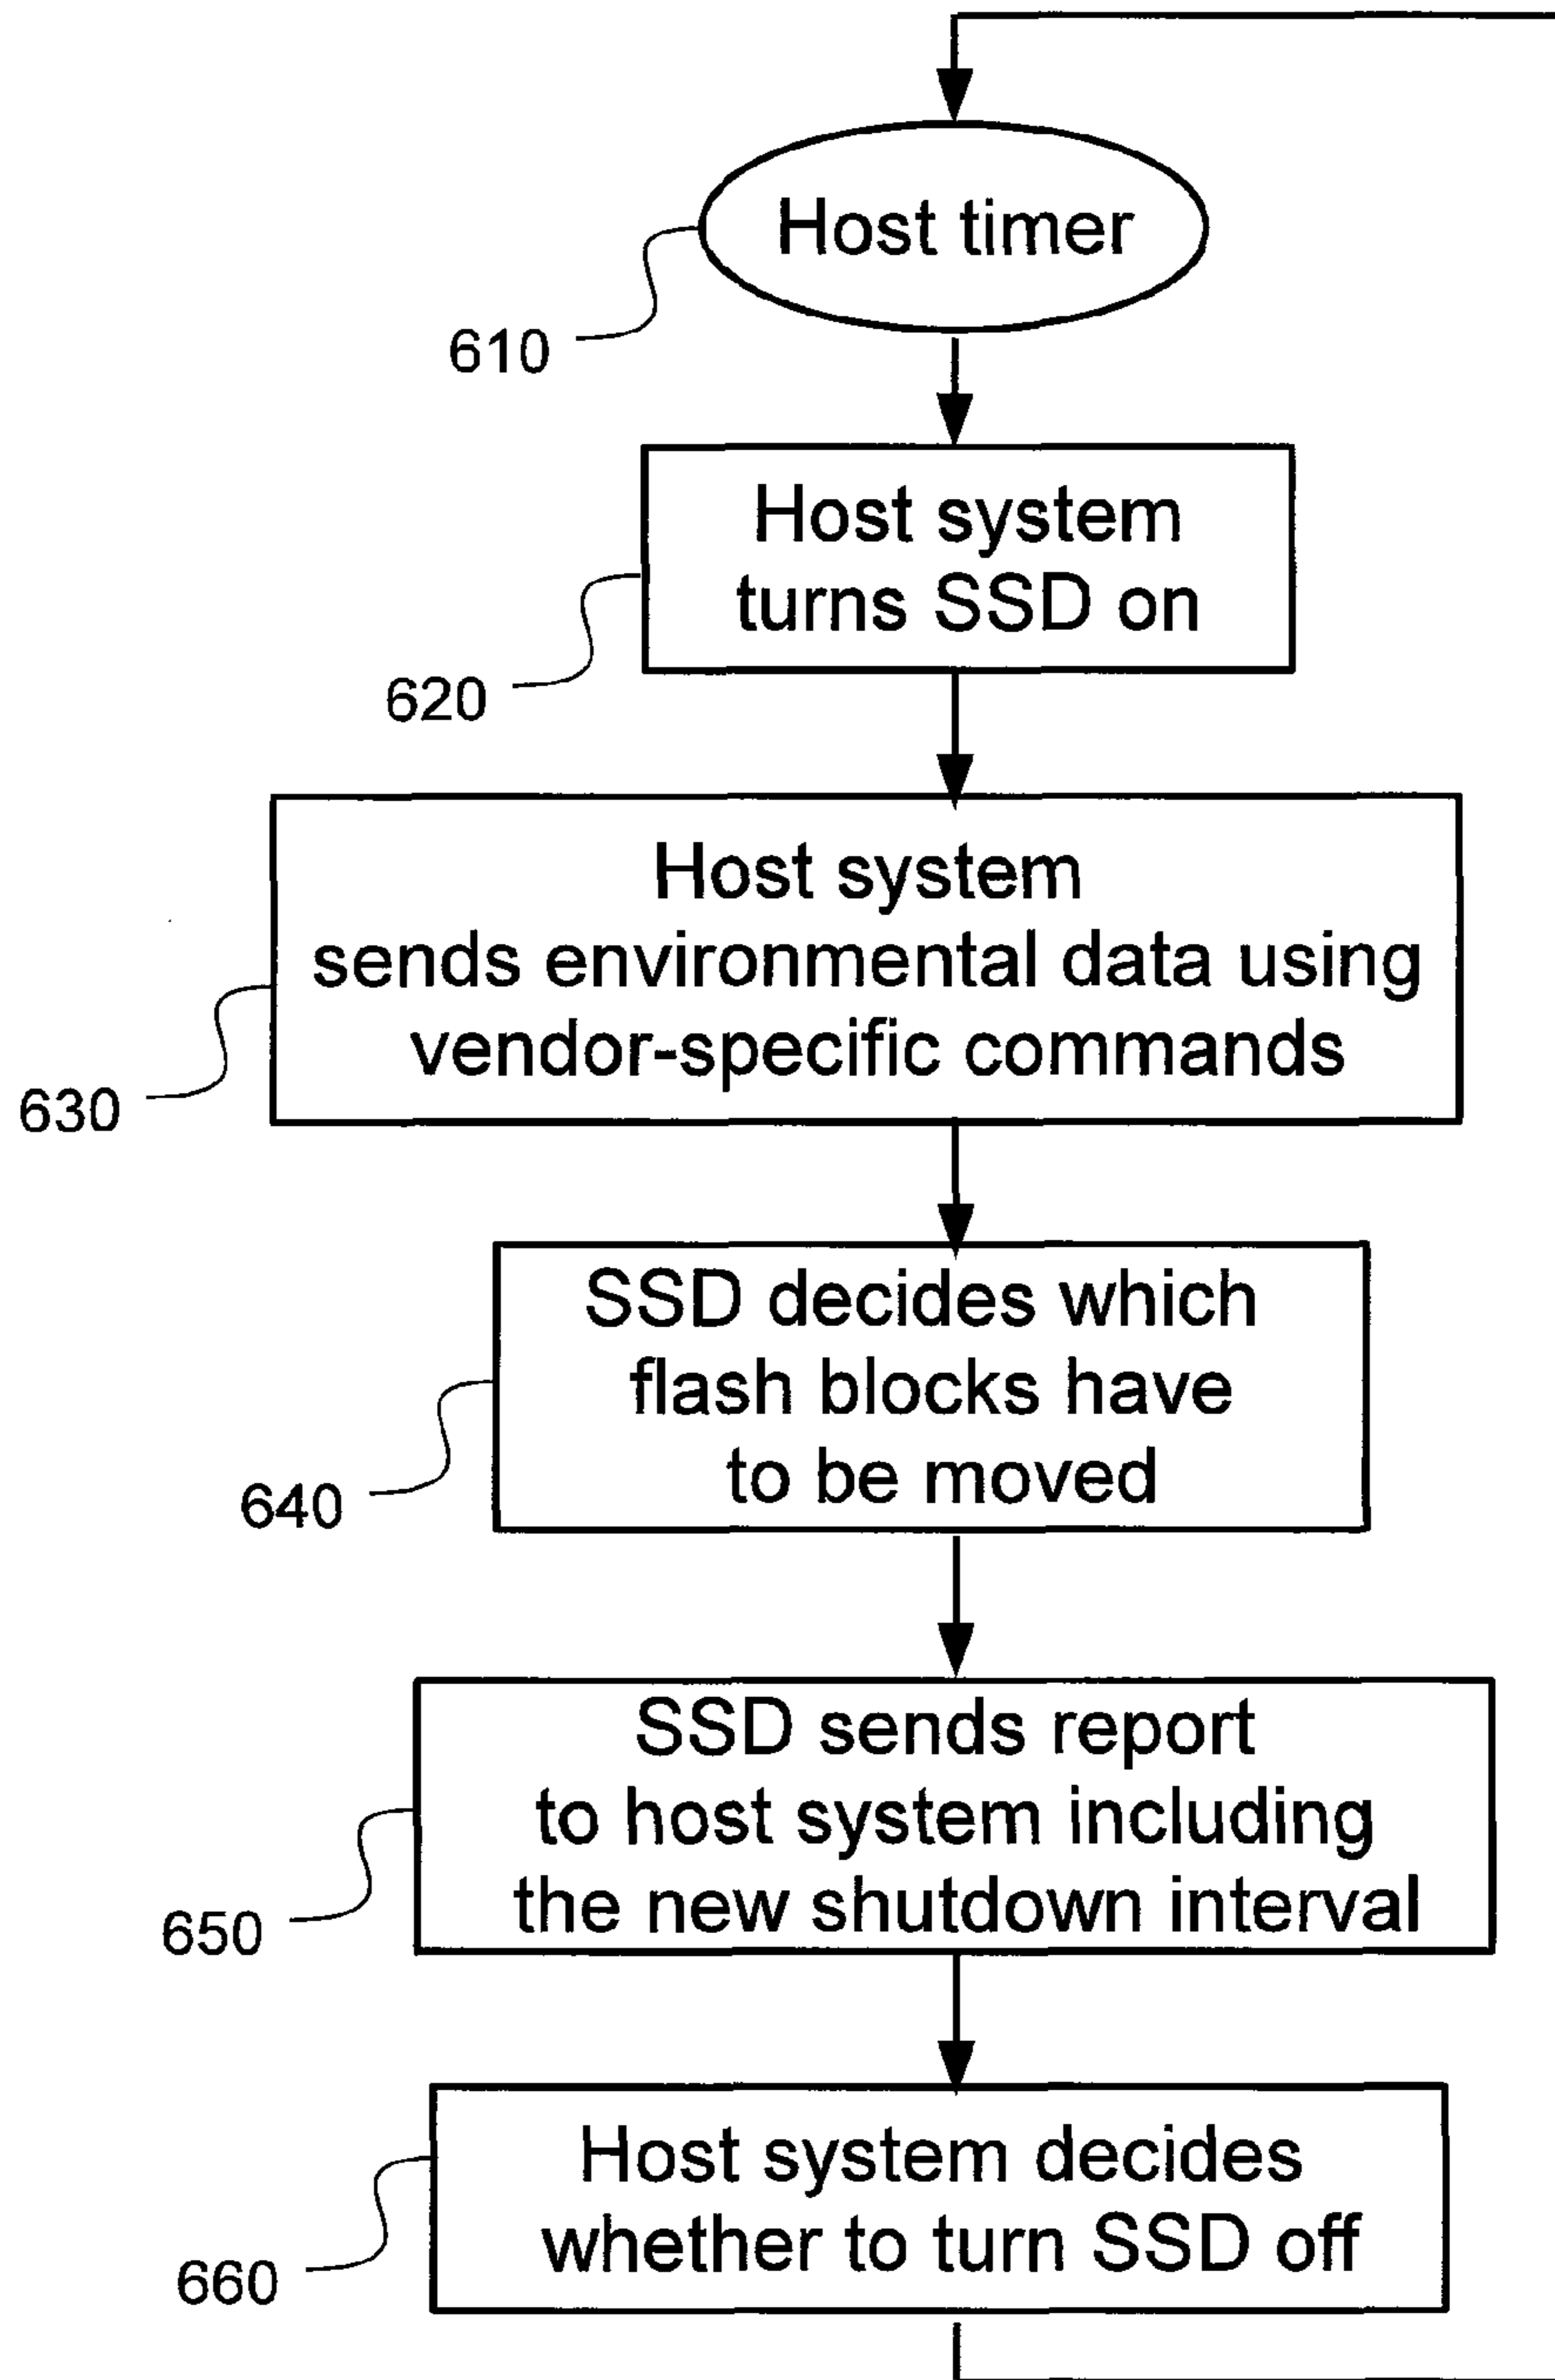 Host timer
610
Host system
turns SSD on
620
Host system
sends environmental data using
vendor-specific commands
630
SSD decides which
flash blocks have
to be moved
640
SSD sends report
to host system including
the new shutdown interval
650
Host system decides
whether to turn SSD off
660